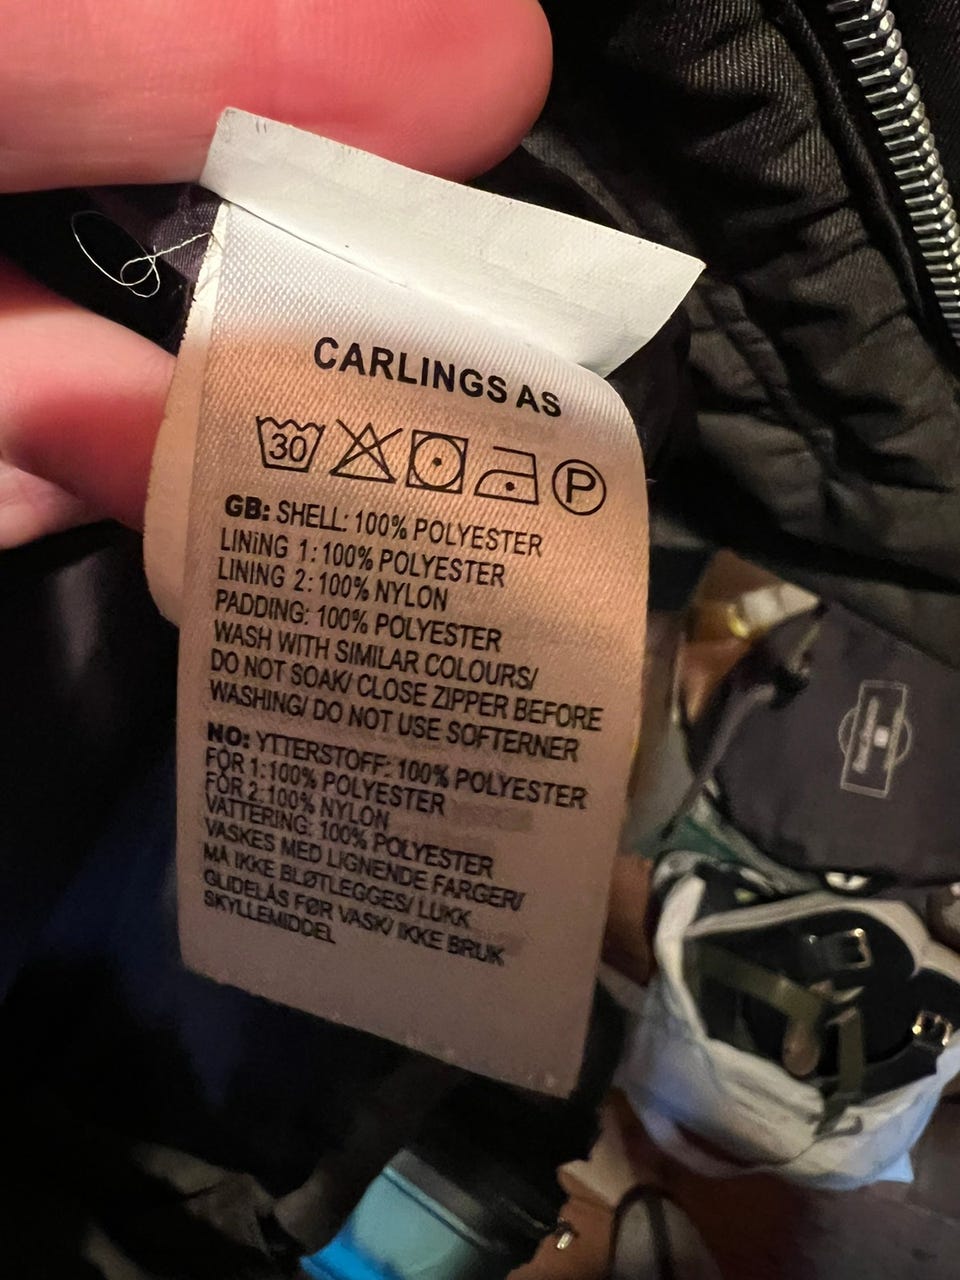 CARLINGS AS
30
P
GB: SHELL: 100% POLYESTER
LINING 1: 100% POLYESTER
LINING 2: 100% NYLON
PADDING: 100% POLYESTER
WASH WITH SIMILAR COLOURS/
DO NOT SOAK/ CLOSE ZIPPER BEFORE
WASHING/ DO NOT USE SOFTERNER
NO: YTTERSTOFF: 100% POLYESTER
FÔR 1:100% POLYESTER
FÔR 2:100% NYLON
VATTERING: 100% POLYESTER
VASKES MED LIGNENDE FARGER/
MA IKKE BLØTLEGGES/ LUKK
GLIDELÅS FØR VASK/ IKKE BRUK
SKYLLEMIDDEL